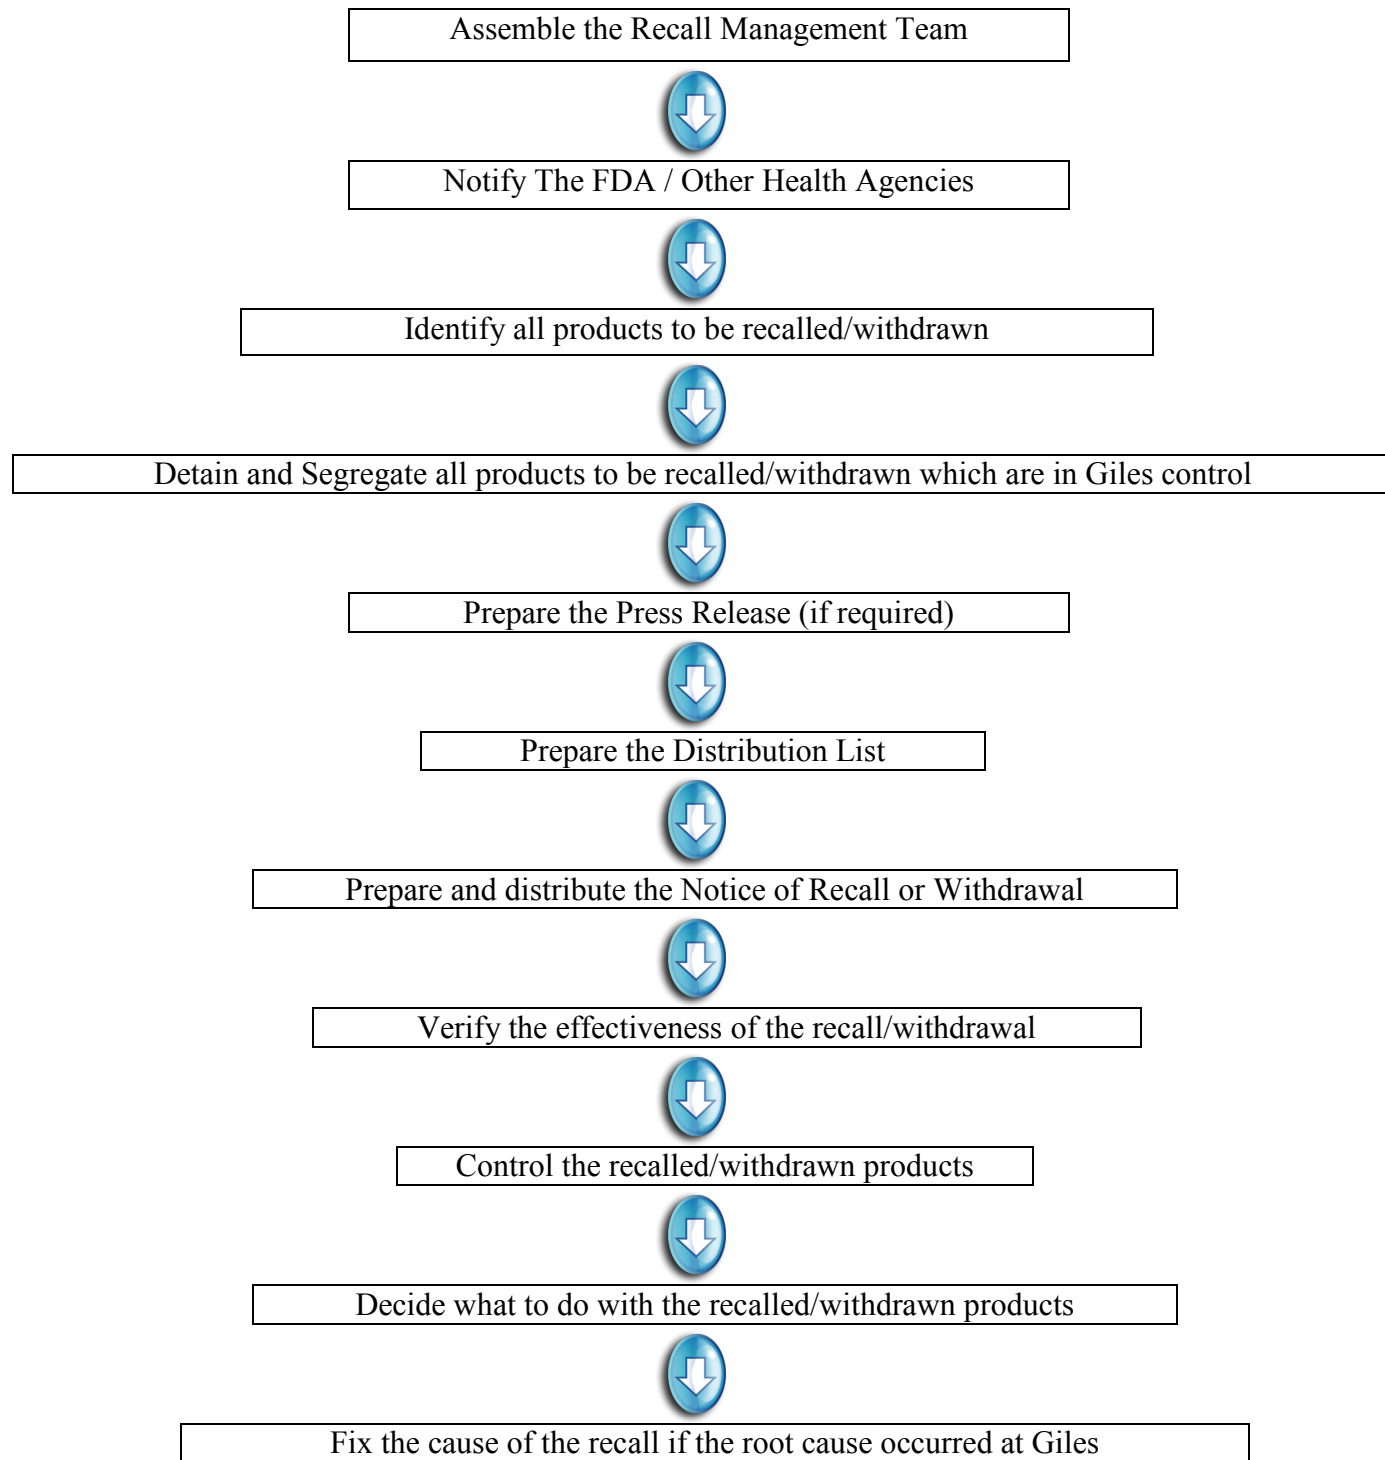 Assemble the Recall Management Team
Notify The FDA / Other Health Agencies
Identify all products to be recalled/withdrawn
Detain and Segregate all products to be recalled/withdrawn which are in Giles control
Prepare the Press Release (if required)
Prepare the Distribution List
Prepare and distribute the Notice of Recall or Withdrawal
Verify the effectiveness of the recall/withdrawal
Control the recalled/withdrawn products
Decide what to do with the recalled/withdrawn products
Fix the cause of the recall if the root cause occurred at Giles